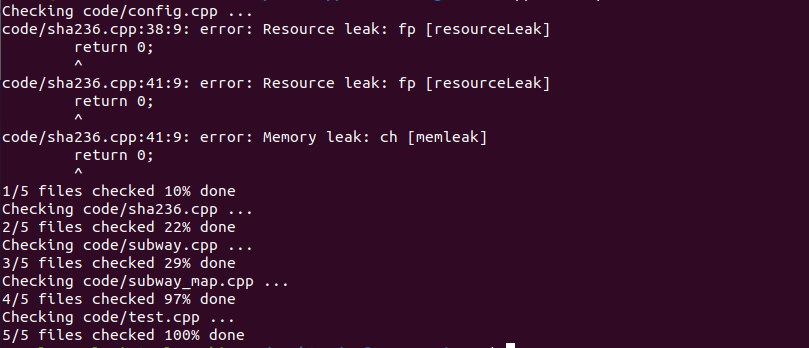 Checking code/config.cpp ...
code/sha236.cpp:38:9: error: Resource leak: fp [resourceLeak]
        return 0;
        ^
code/sha236.cpp:41:9: error: Resource leak: fp [resourceLeak]
        return 0;
        ^
code/sha236.cpp:41:9: error: Memory leak: ch [memleak]
        return 0;
        ^
1/5 files checked 10% done
Checking code/sha236.cpp ...
2/5 files checked 22% done
Checking code/subway.cpp ...
3/5 files checked 29% done
Checking code/subway_map.cpp ...
4/5 files checked 97% done
Checking code/test.cpp ...
5/5 files checked 100% done